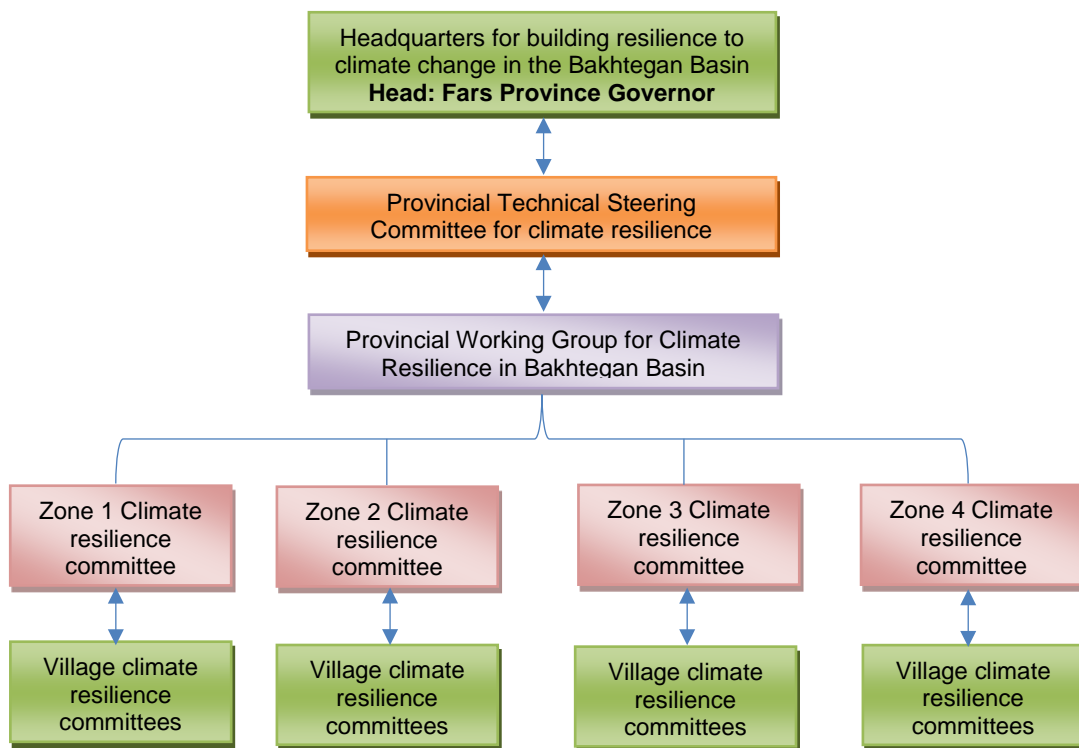 Headquarters for building resilience to
climate change in the Bakhtegan Basin
Head: Fars Province Governor
Provincial Technical Steering
Committee for climate resilience
Provincial Working Group for Climate
Resilience in Bakhtegan Basin
Zone 1 Climate
resilience
committee
Zone 2 Climate
resilience
committee
Zone 3 Climate
resilience
committee
Zone 4 Climate
resilience
committee
Village climate
resilience
committees
Village climate
resilience
committees
Village climate
resilience
committees
Village climate
resilience
committees